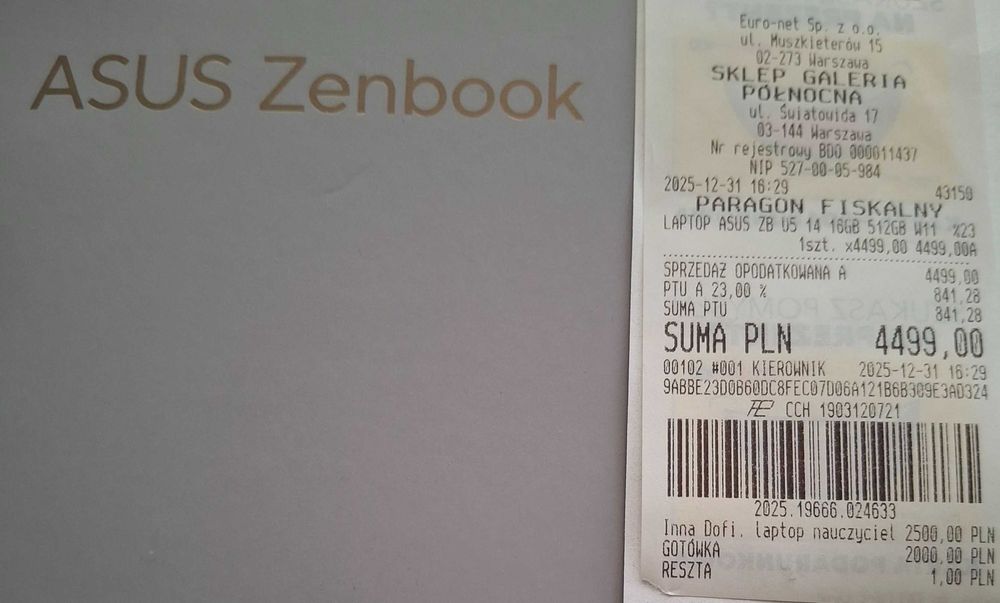 ASUS Zenbook
Euro-net Sp. z o.o.
ul. Muszkieterów 15
02-273 Warszawa
SKLEP GALERIA
PÓŁNOCNA
ul. Światowida 17
03-144 Warszawa
Nr rejestrowy BDO 000011437
NIP 527-00-05-984
2025-12-31 16:29 43150
PARAGON FISKALNY
LAPTOP ASUS ZB U5 14 16GB 512GB W11 %23
1szt. x4499,00 4499,00A
SPRZEDAŻ OPODATKOWANA A 4499,00
PTU A 23,00 % 841,28
SUMA PTU 841,28
SUMA PLN 4499,00
00102 #001 KIEROWNIK 2025-12-31 16:29
9ABBE23D0B60DC8FEC07D06A121B6B309E3AD324
CCH 1903120721
2025.19666.024633
Inna Dofi. laptop nauczyciel 2500,00 PLN
GOTÓWKA 2000,00 PLN
RESZTA 1,00 PLN